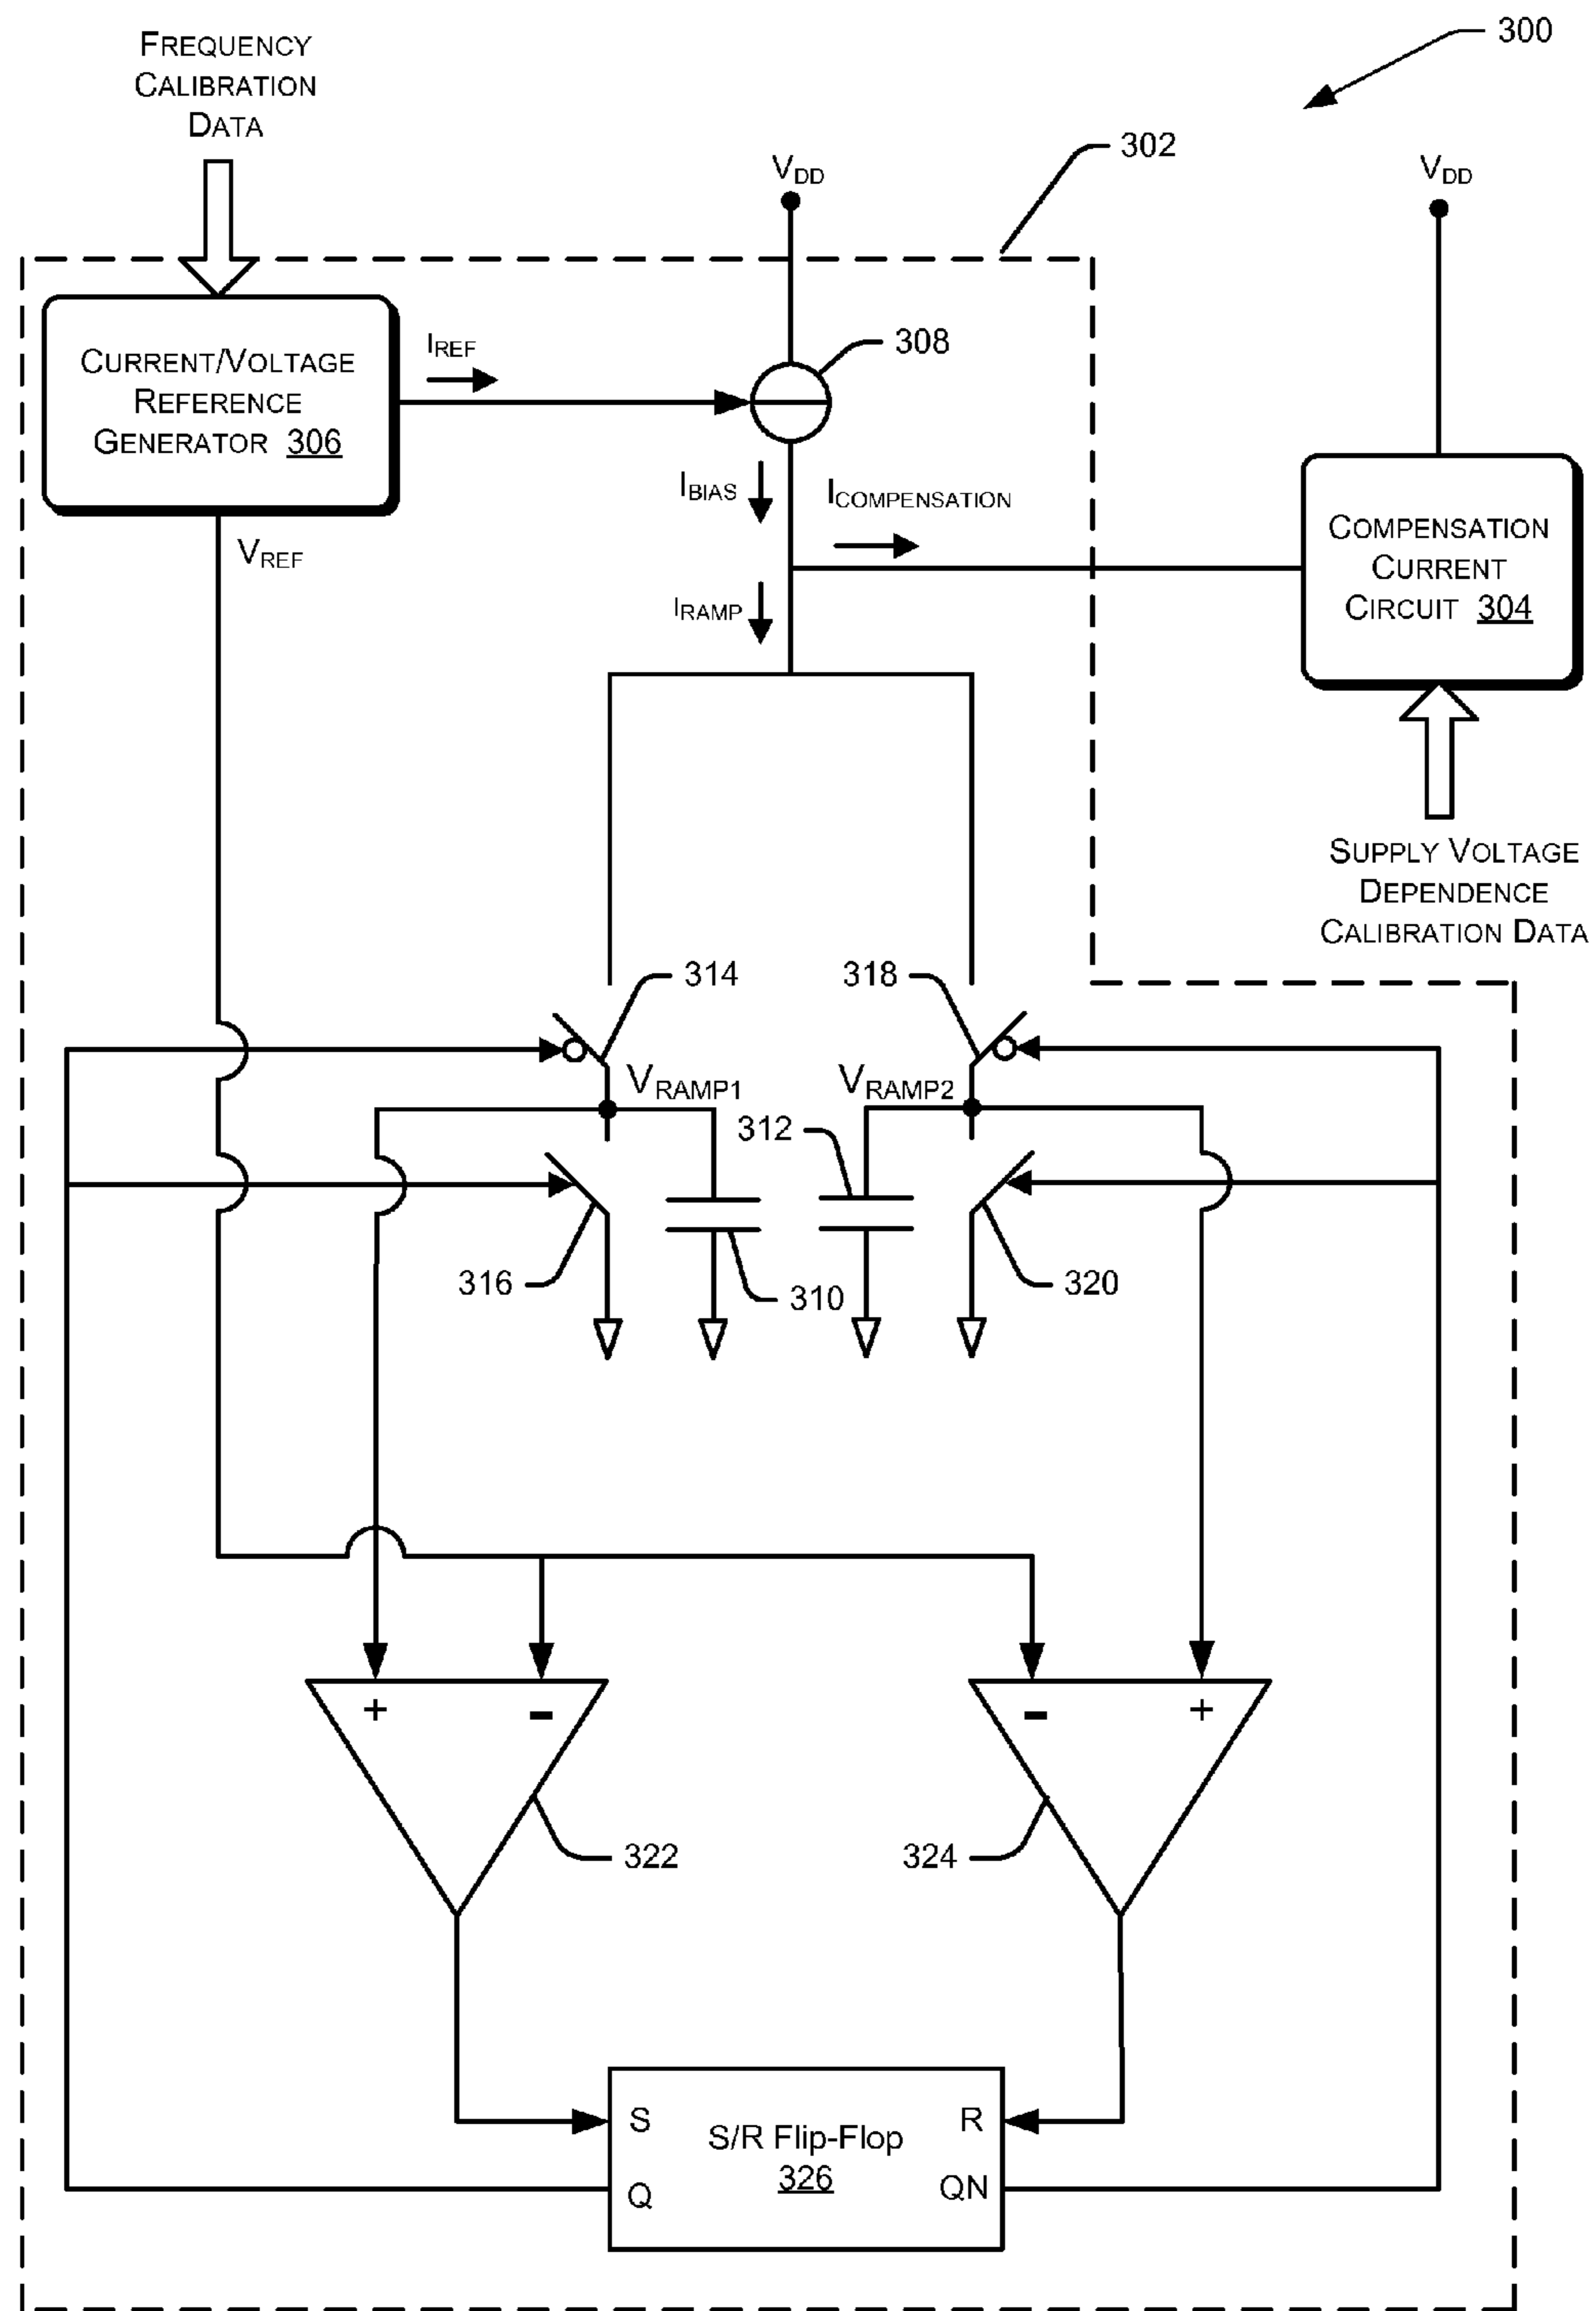 300
FREQUENCY
CALIBRATION
DATA
302
VDD
VDD
308
IREF
CURRENT/VOLTAGE
REFERENCE
GENERATOR 306
IBIAS
ICOMPENSATION
COMPENSATION
CURRENT
CIRCUIT 304
VREF
IRAMP
SUPPLY VOLTAGE
DEPENDENCE
CALIBRATION DATA
314
318
VRAMP1
VRAMP2
312
316
310
320
+
-
-
+
322
324
S
R
S/R Flip-Flop
326
Q
QN